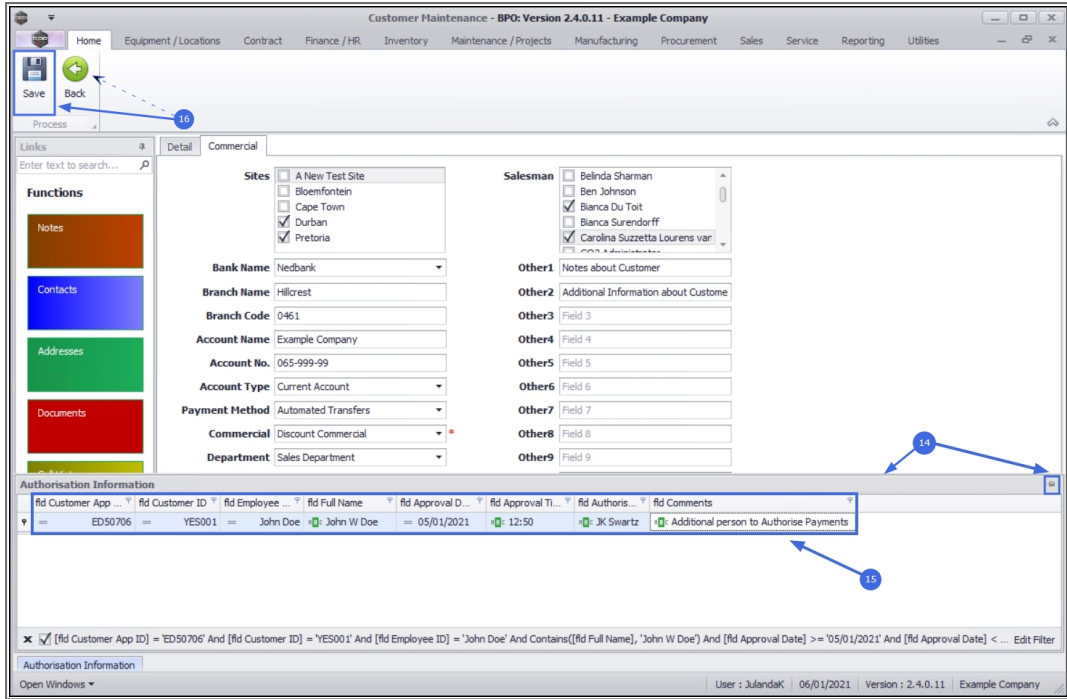 Customer Maintenance - BPO: Version 2.4.0.11 - Example Company
Home Equipment / Locations Contract Finance / HR Inventory Maintenance / Projects Manufacturing Procurement Sales Service Reporting Utilities
Save Back
16
Process
Links
Enter text to search...
Functions
Notes
Contacts
Addresses
Documents
Detail Commercial
Sites
A New Test Site
Bloemfontein
Cape Town
Durban
Pretoria
Salesman
Belinda Sharman
Ben Johnson
Bianca Du Toit
Bianca Surendorff
Carolina Suzzetta Lourens van
Bank Name Nedbank
Branch Name Hillcrest
Branch Code 0461
Account Name Example Company
Account No. 065-999-99
Account Type Current Account
Payment Method Automated Transfers
Commercial Discount Commercial *
Department Sales Department
Other1 Notes about Customer
Other2 Additional Information about Custome
Other3 Field 3
Other4 Field 4
Other5 Field 5
Other6 Field 6
Other7 Field 7
Other8 Field 8
Other9 Field 9
14
Authorisation Information
fld Customer App ... fld Customer ID fld Employee ... fld Full Name fld Approval D... fld Approval Ti... fld Authoris... fld Comments
= ED50706 = YES001 = John Doe John W Doe = 05/01/2021 12:50 JK Swartz Additional person to Authorise Payments
15
[fld Customer App ID] = 'ED50706' And [fld Customer ID] = 'YES001' And [fld Employee ID] = 'John Doe' And Contains([fld Full Name], 'John W Doe') And [fld Approval Date] >= '05/01/2021' And [fld Approval Date] < ... Edit Filter
Authorisation Information
Open Windows User : JulandaK 06/01/2021 Version : 2.4.0.11 Example Company